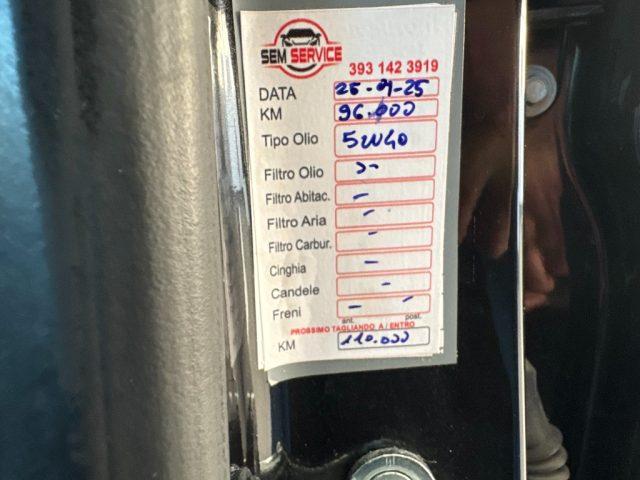 SEM SERVICE
393 142 3919
DATA 25-01-25
KM 96.000
Tipo Olio 5W40
Filtro Olio
Filtro Abitac. -
Filtro Aria -
Filtro Carbur. -
Cinghia -
Candele -
Freni - -
ant. post.
PROSSIMO TAGLIANDO A / ENTRO
KM 110.000